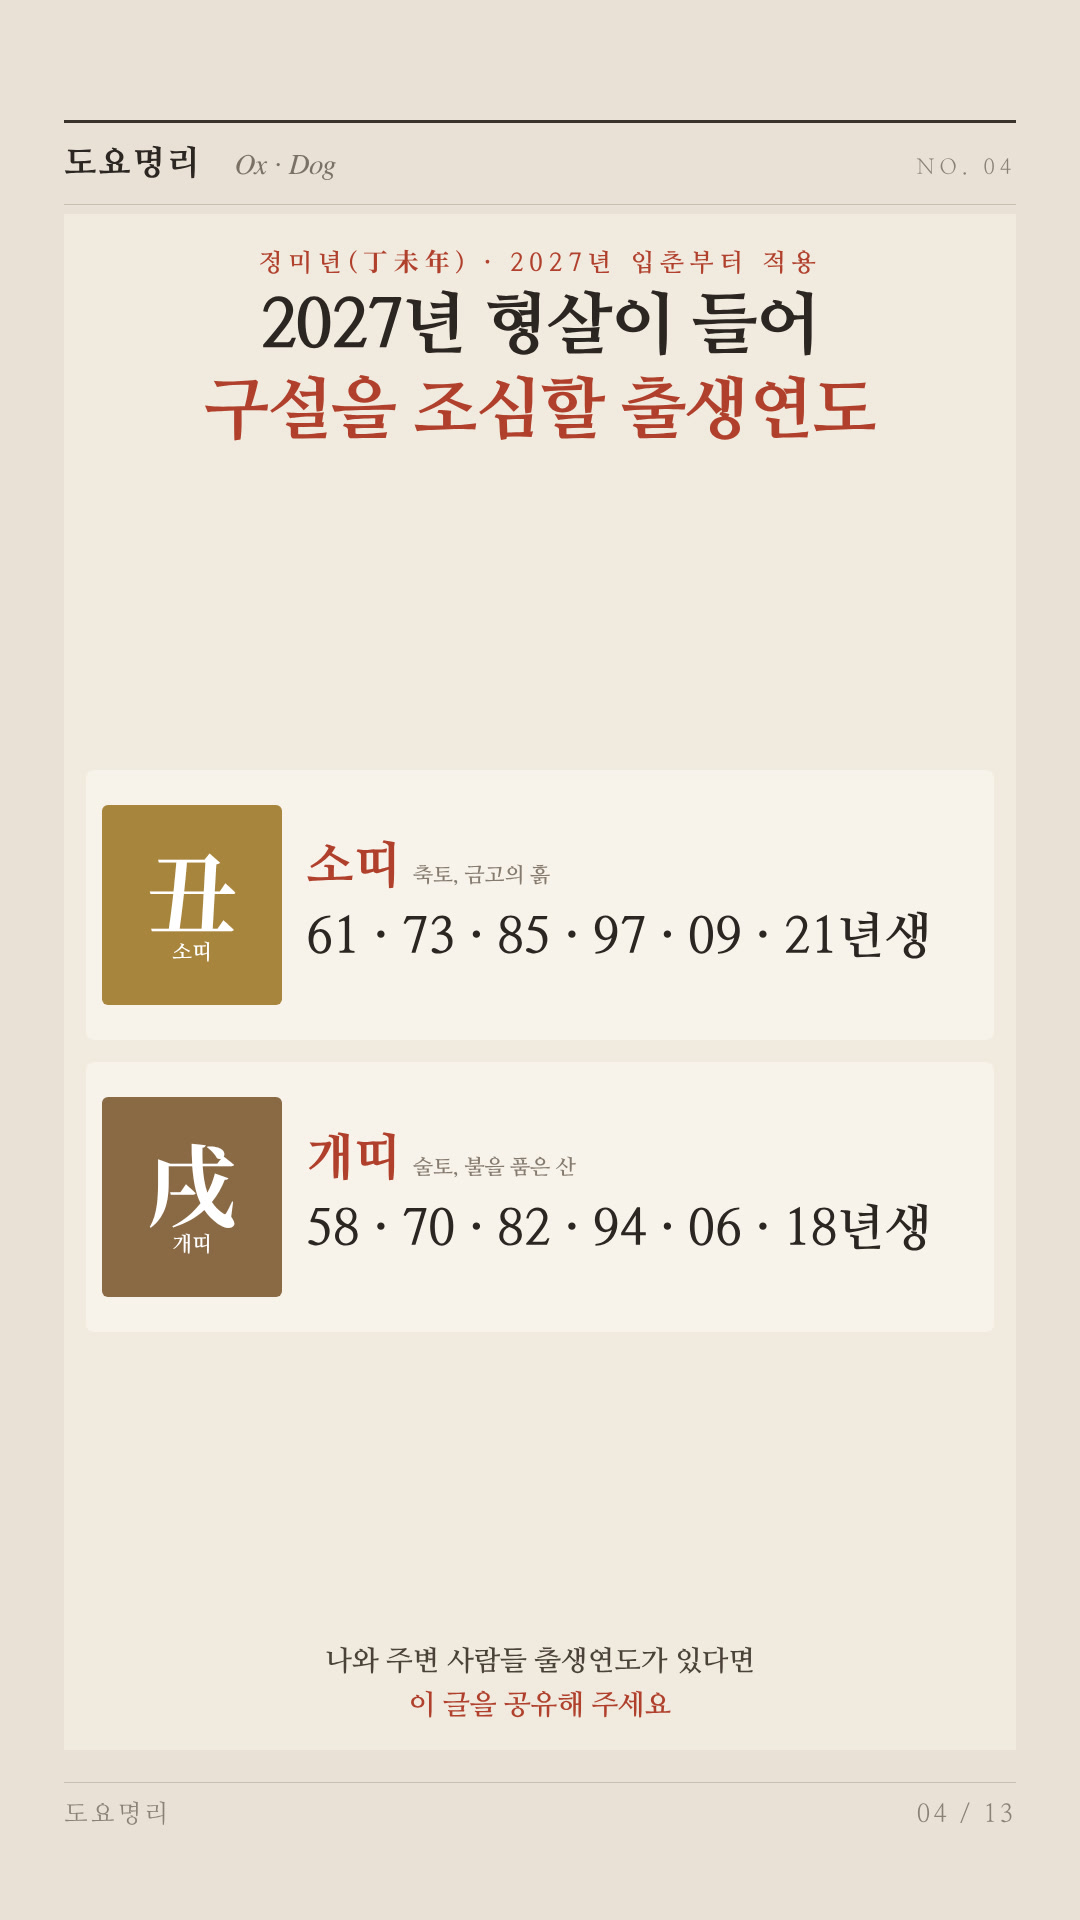 도요명리 Ox · Dog NO. 04
정미년(丁未年) · 2027년 입춘부터 적용
2027년 형살이 들어
구설을 조심할 출생연도
丑
소띠
소띠 축토, 금고의 흙
61 · 73 · 85 · 97 · 09 · 21년생
戌
개띠
개띠 술토, 불을 품은 산
58 · 70 · 82 · 94 · 06 · 18년생
나와 주변 사람들 출생연도가 있다면
이 글을 공유해 주세요
도요명리 04 / 13